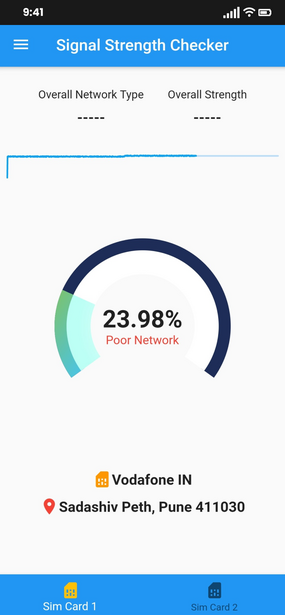 9:41
Signal Strength Checker
Overall Network Type Overall Strength
----- -----
23.98%
Poor Network
Vodafone IN
Sadashiv Peth, Pune 411030
Sim Card 1 Sim Card 2